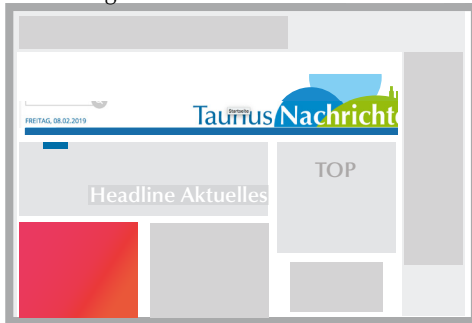 Startseite
Taunus Nachricht
FREITAG, 08.02.2019
TOP
Headline Aktuelles